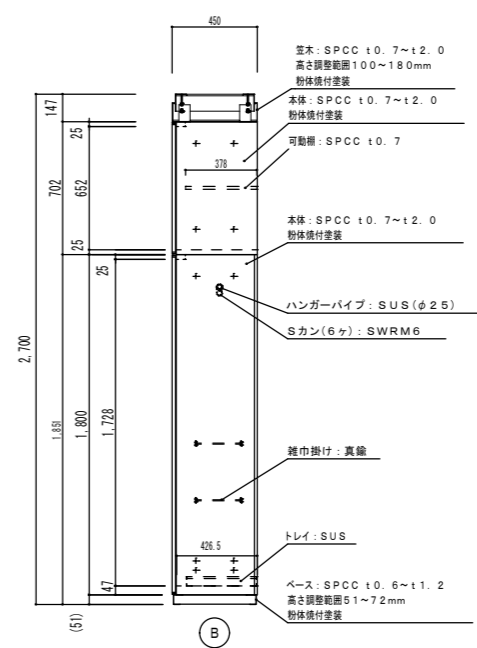 450
笠木：SPCC t0.7～t2.0
高さ調整範囲100～180mm
粉体焼付塗装
本体：SPCC t0.7～t2.0
粉体焼付塗装
可動棚：SPCC t0.7
378
本体：SPCC t0.7～t2.0
粉体焼付塗装
ハンガーパイプ：SUS(φ25)
Sカン(6ヶ)：SWRM6
雑巾掛け：真鍮
トレイ：SUS
426.5
ベース：SPCC t0.6～t1.2
高さ調整範囲51～72mm
粉体焼付塗装
2,700
147
702
1,851
25
652
25
1,800
(51)
25
1,728
47
B